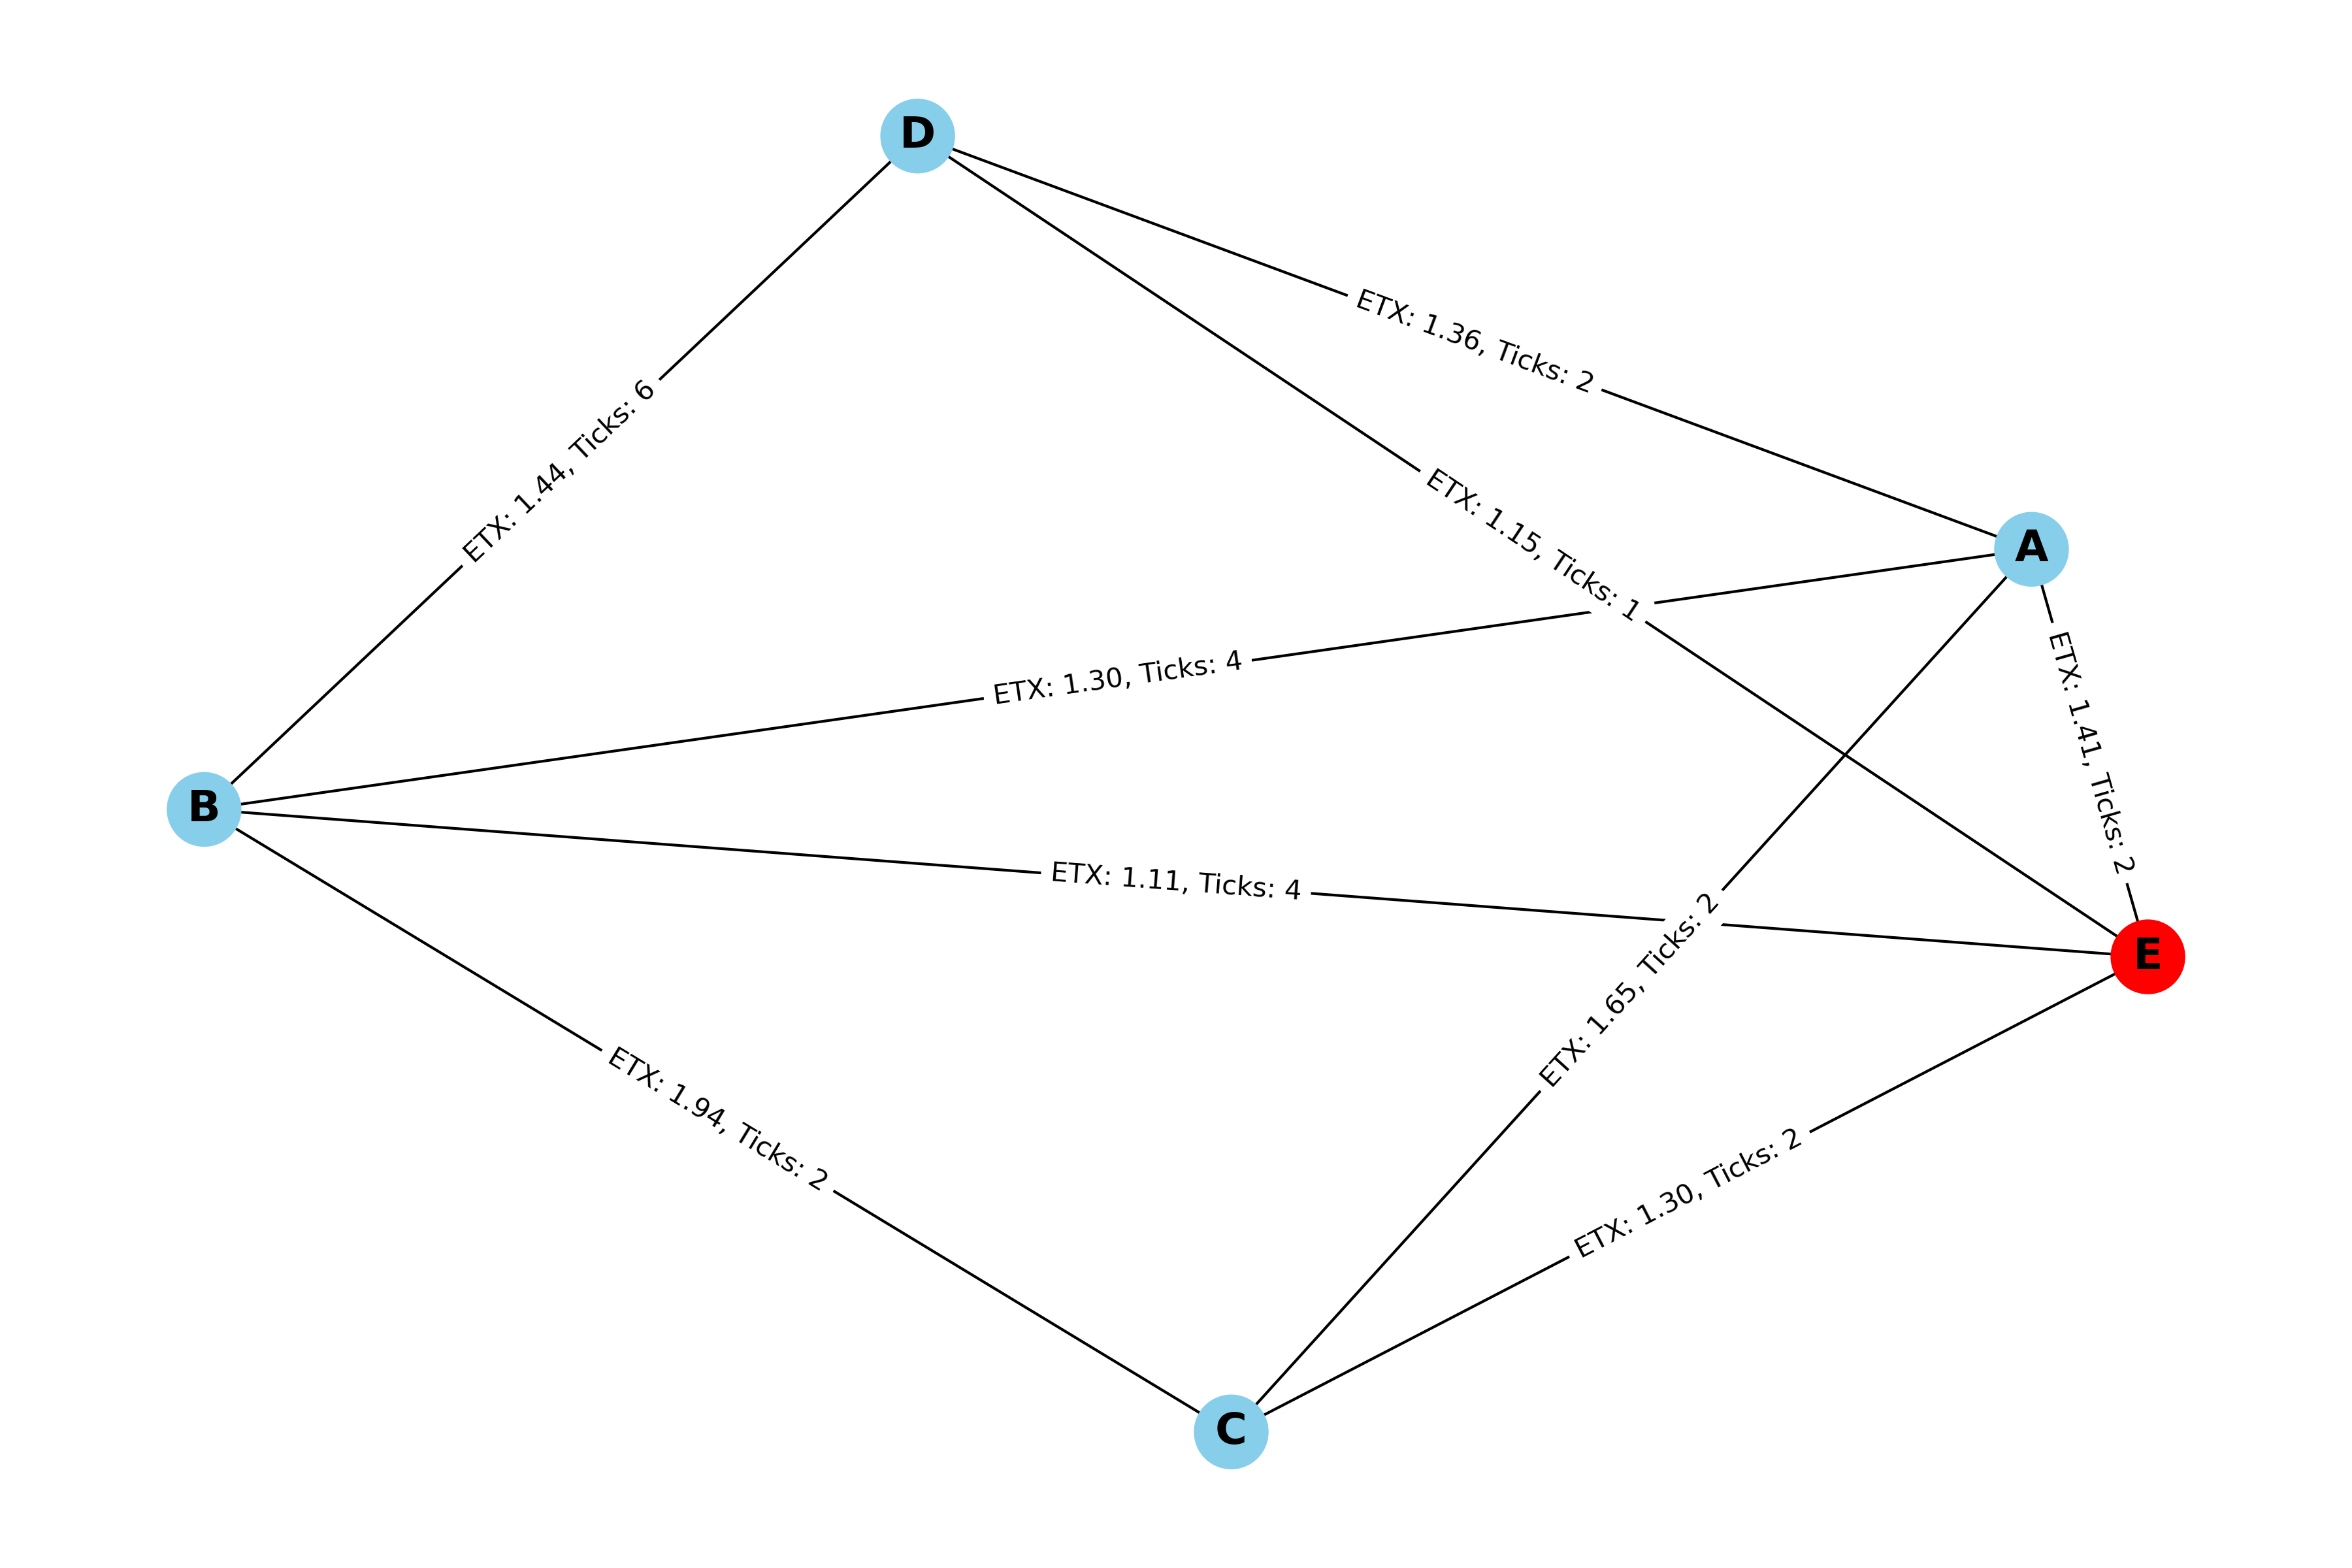 D
ETX: 1.36, Ticks: 2
ETX: 1.44, Ticks: 6
ETX: 1.15, Ticks: 1
A
ETX: 1.30, Ticks: 4
ETX: 1.41, Ticks: 2
B
ETX: 1.11, Ticks: 4
E
ETX: 1.65, Ticks: 2
ETX: 1.94, Ticks: 2
ETX: 1.30, Ticks: 2
C